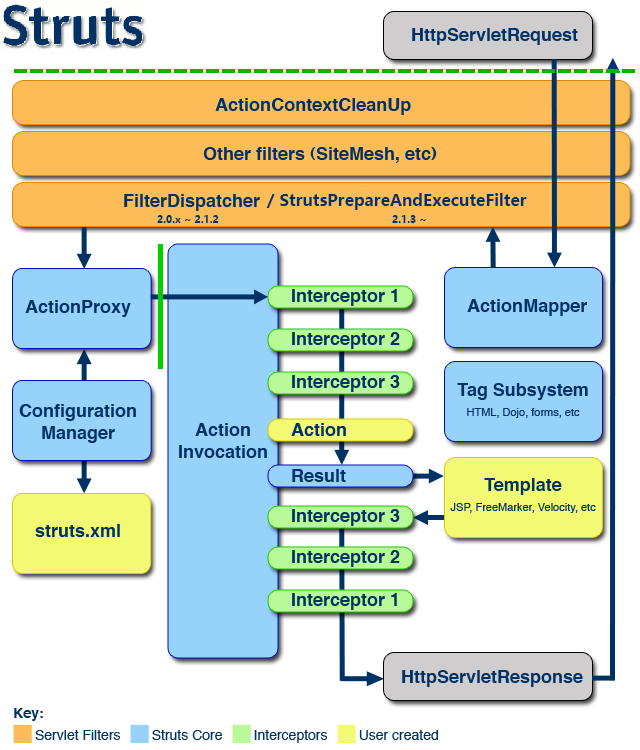 Struts
HttpServletRequest
ActionContextCleanUp
Other filters (SiteMesh, etc)
FilterDispatcher / StrutsPrepareAndExecuteFilter
2.0.x ~ 2.1.2
2.1.3 ~
ActionProxy
Configuration
Manager
struts.xml
Action
Invocation
Interceptor 1
Interceptor 2
Interceptor 3
Action
Result
Interceptor 3
Interceptor 2
Interceptor 1
ActionMapper
Tag Subsystem
HTML, Dojo, forms, etc
Template
JSP, FreeMarker, Velocity, etc
HttpServletResponse
Key:
Servlet Filters
Struts Core
Interceptors
User created